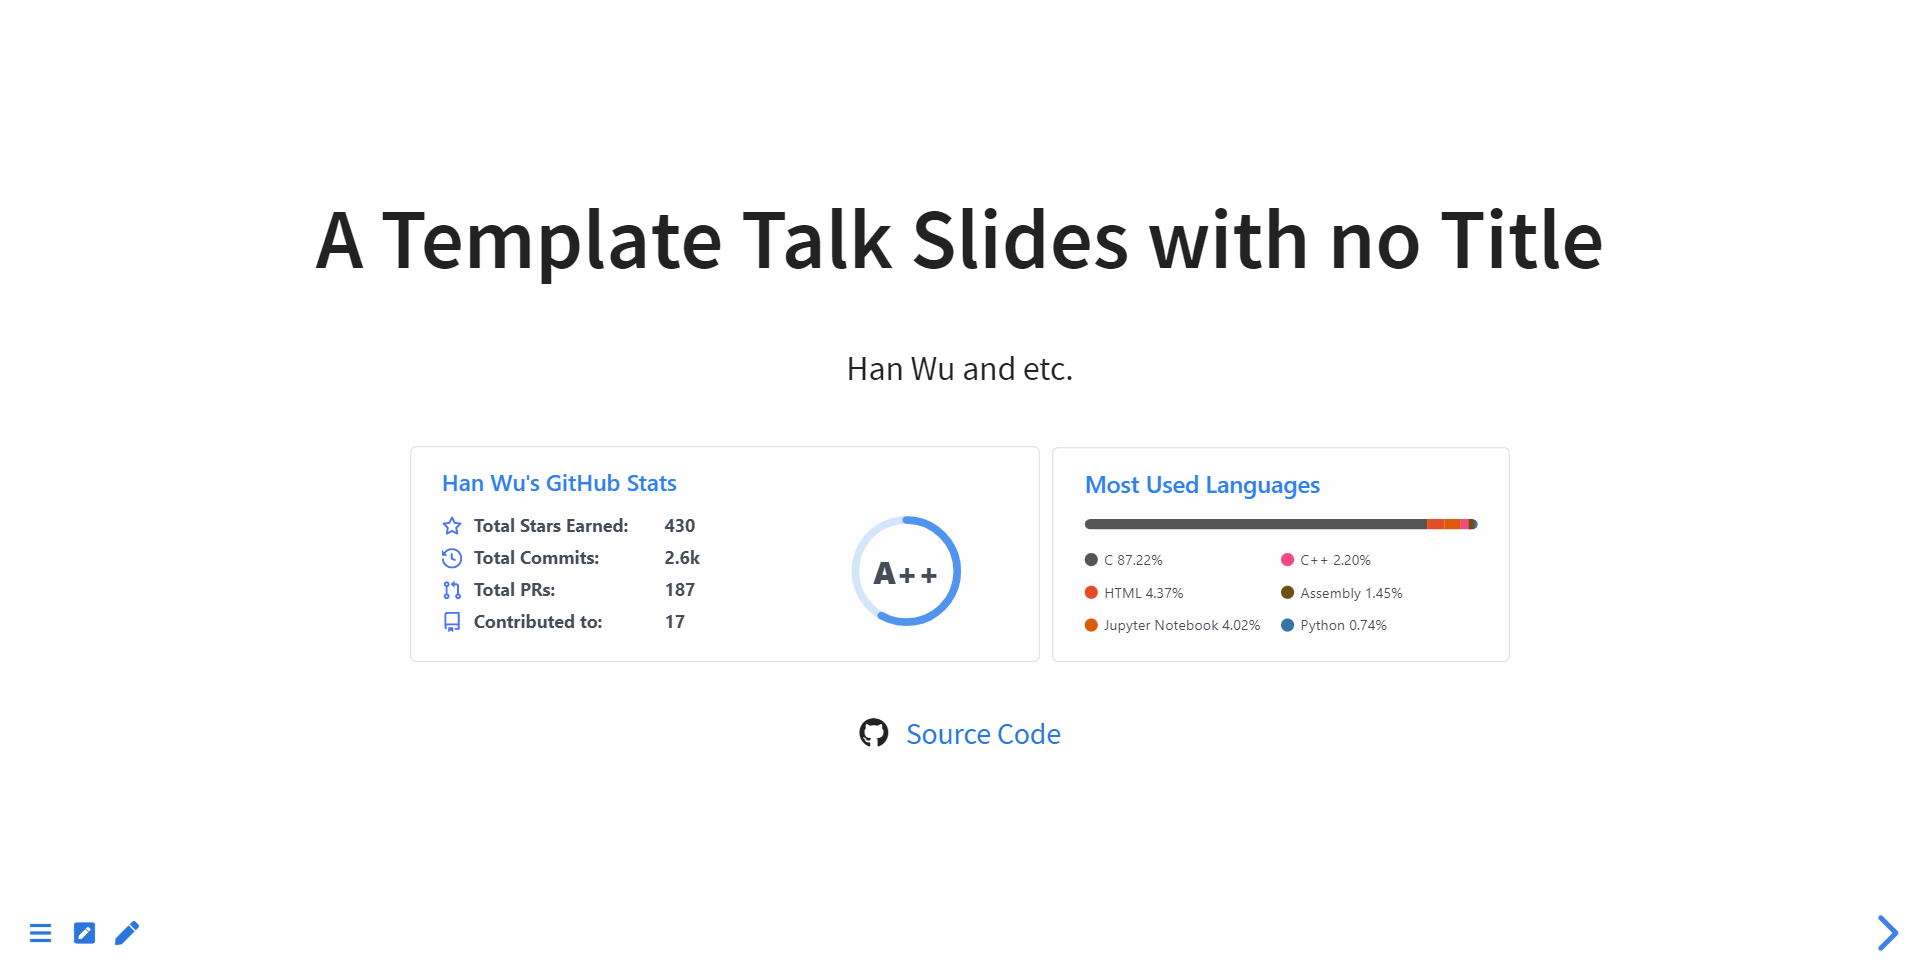 A Template Talk Slides with no Title
Han Wu and etc.
Han Wu's GitHub Stats
Total Stars Earned: 430
Total Commits: 2.6k
Total PRs: 187
Contributed to: 17
A++
Most Used Languages
C 87.22%
HTML 4.37%
Jupyter Notebook 4.02%
C++ 2.20%
Assembly 1.45%
Python 0.74%
Source Code